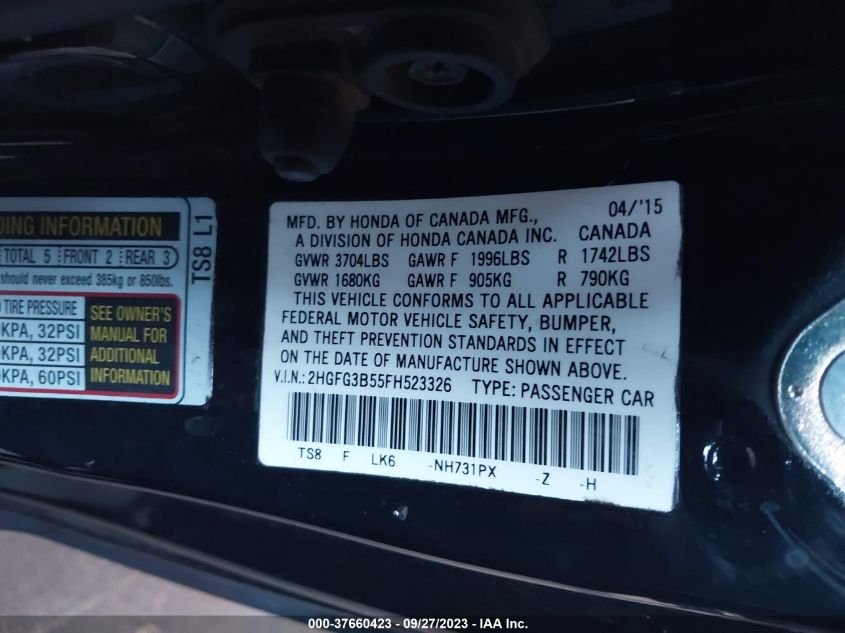 DING INFORMATION
TOTAL 5 FRONT 2 REAR 3
should never exceed 385kg or 850lbs.
TIRE PRESSURE
KPA, 32PSI
KPA, 32PSI
KPA, 60PSI
SEE OWNER'S
MANUAL FOR
ADDITIONAL
INFORMATION
TS8 L1
04/'15
MFD. BY HONDA OF CANADA MFG.,
A DIVISION OF HONDA CANADA INC. CANADA
GVWR 3704LBS GAWR F 1996LBS R 1742LBS
GVWR 1680KG GAWR F 905KG R 790KG
THIS VEHICLE CONFORMS TO ALL APPLICABLE
FEDERAL MOTOR VEHICLE SAFETY, BUMPER,
AND THEFT PREVENTION STANDARDS IN EFFECT
ON THE DATE OF MANUFACTURE SHOWN ABOVE.
V.I.N.: 2HGFG3B55FH523326 TYPE: PASSENGER CAR
TS8 F LK6 -NH731PX -Z -H
000-37660423 - 09/27/2023 - IAA Inc.